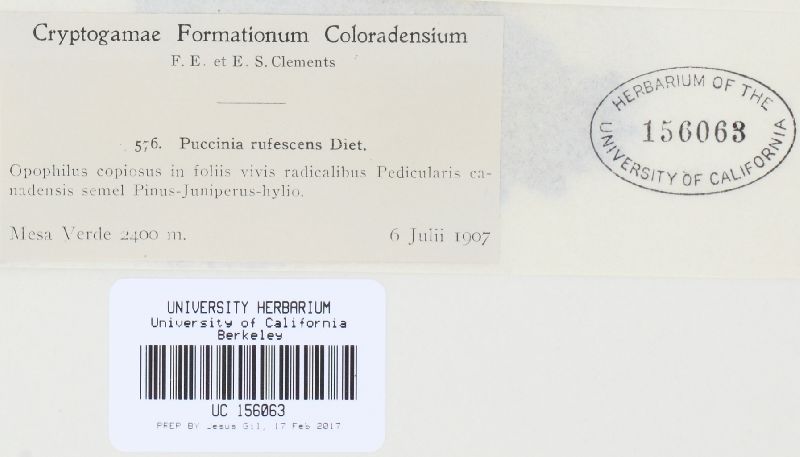 Cryptogamae Formationum Coloradensium
F. E. et E. S. Clements
576. Puccinia rufescens Diet.
Opophilus copiosus in foliis vivis radicalibus Pedicularis ca-
nadensis semel Pinus-Juniperus-hylio.
Mesa Verde 2400 m. 6 Julii 1907
HERBARIUM OF THE
156063
UNIVERSITY OF CALIFORNIA
UNIVERSITY HERBARIUM
University of California
Berkeley
UC 156063
PREP BY Jesus Gil, 17 Feb 2017